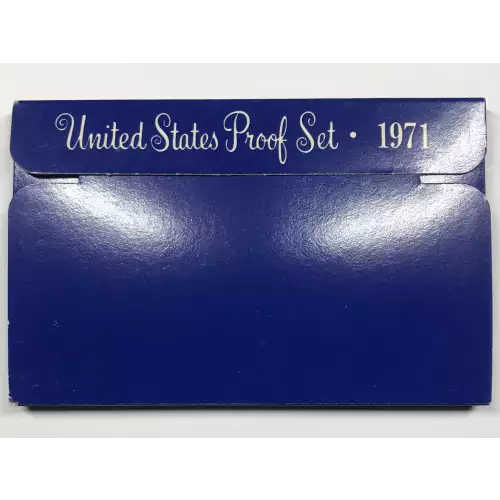 United States Proof Set · 1971